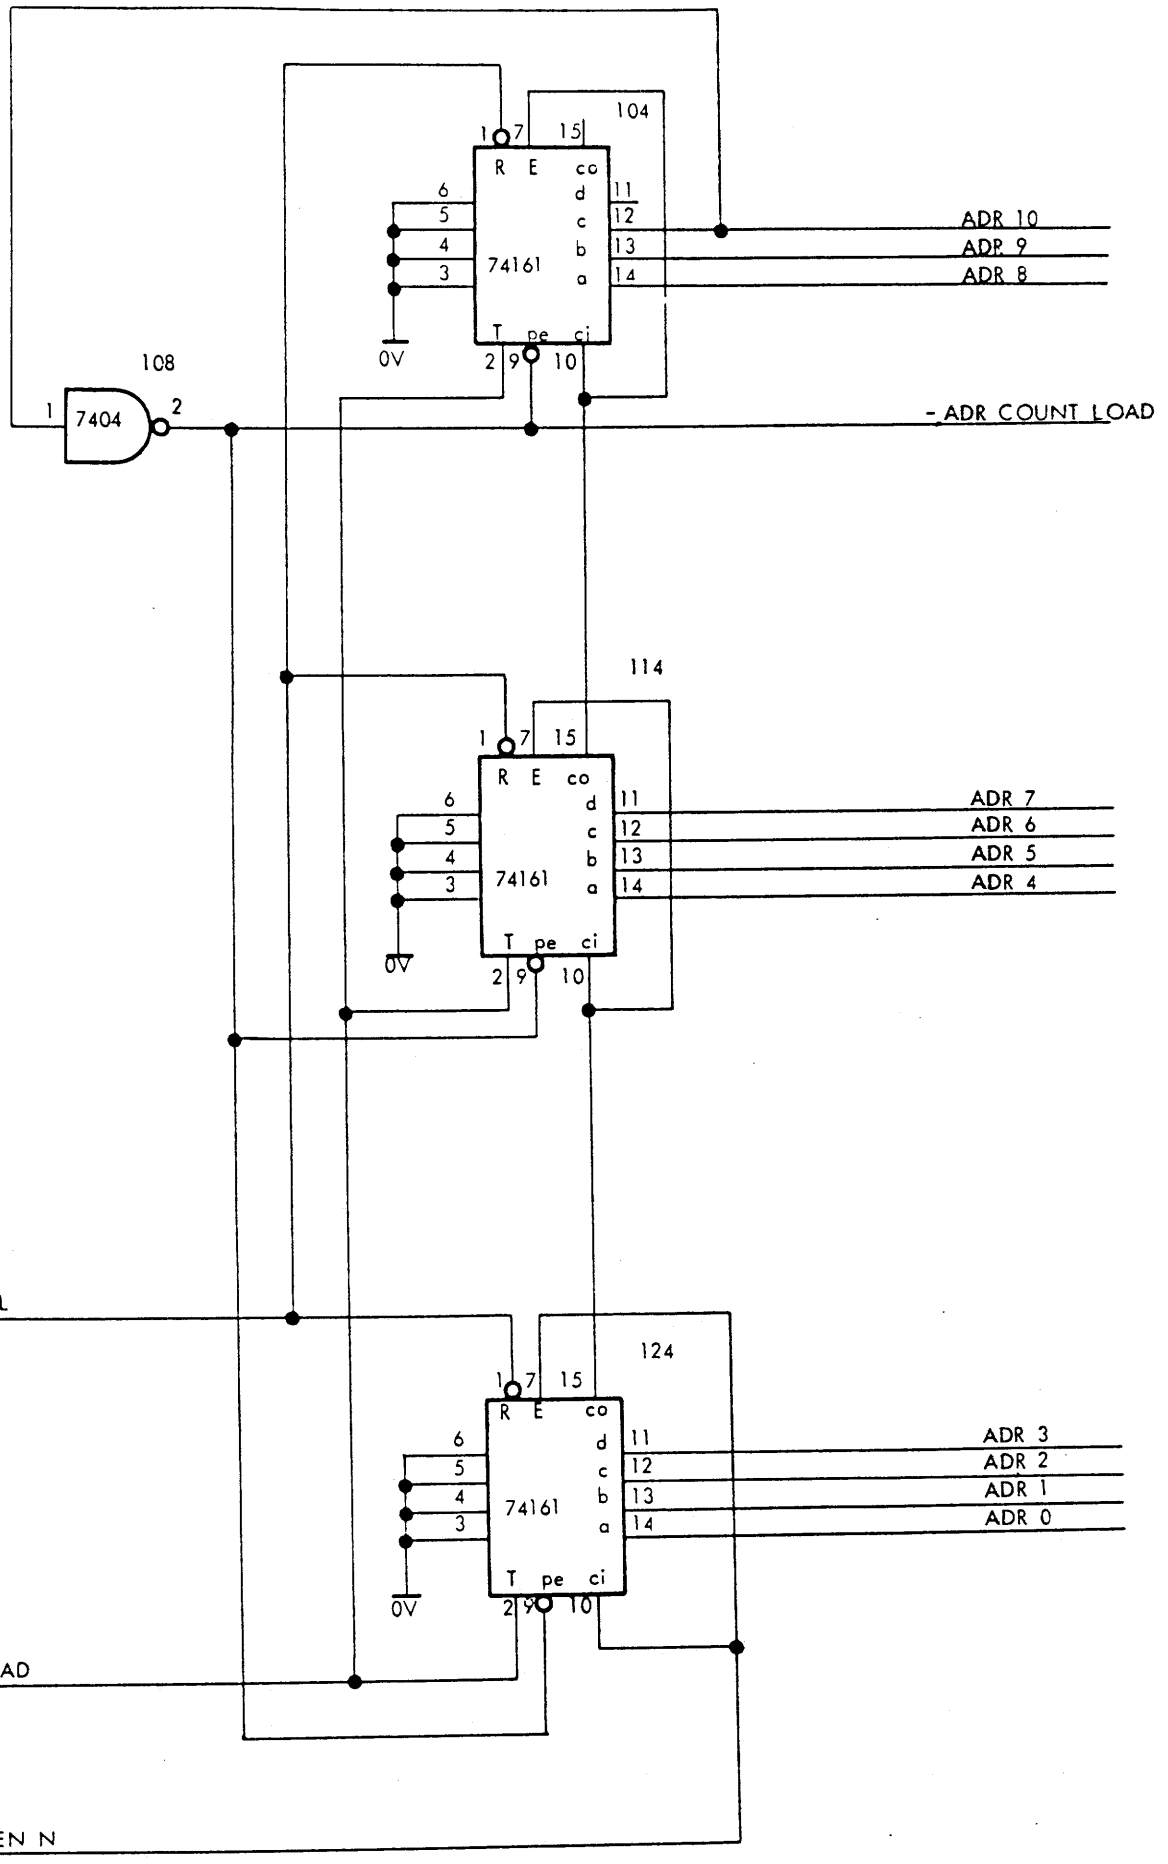 104
1 7 15
R E co
6 d 11
5 c 12
ADR 10
4 b 13
ADR 9
74161
3 a 14
ADR 8
T pe ci
2 9 10
0V
108
1 7404 2
- ADR COUNT LOAD
114
1 7 15
R E co
6 d 11
ADR 7
5 c 12
ADR 6
4 b 13
ADR 5
74161
3 a 14
ADR 4
T pe ci
2 9 10
0V
L
124
1 7 15
R E co
6 d 11
ADR 3
5 c 12
ADR 2
4 b 13
ADR 1
74161
3 a 14
ADR 0
T pe ci
2 9 10
0V
AD
EN N